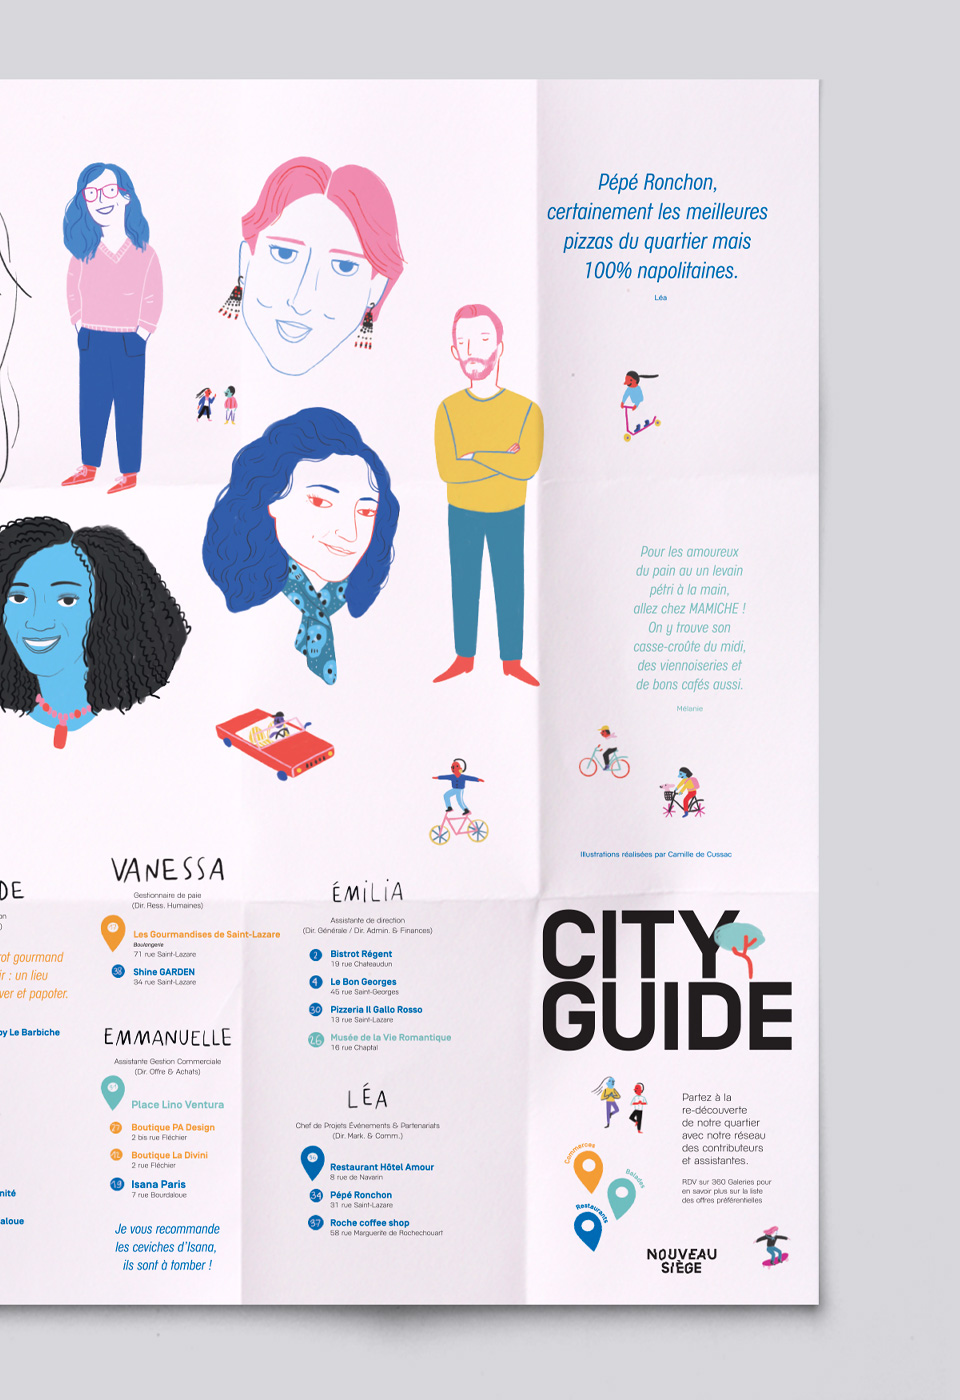 Pépé Ronchon,
certainement les meilleures
pizzas du quartier mais
100% napolitaines.
Léa
Pour les amoureux
du pain au un levain
pétri à la main,
allez chez MAMICHE !
On y trouve son
casse-croûte du midi,
des viennoiseries et
de bons cafés aussi.
Mélanie
Illustrations réalisées par Camille de Cussac
DE
on
)
rot gourmand
ir : un lieu
ver et papoter.
by Le Barbiche
nité
aloue
VANESSA
Gestionnaire de paie
(Dir. Ress. Humaines)
Les Gourmandises de Saint-Lazare
Boulangerie
71 rue Saint-Lazare
38
Shine GARDEN
34 rue Saint-Lazare
EMMANUELLE
Assistante Gestion Commerciale
(Dir. Offre & Achats)
Place Lino Ventura
Boutique PA Design
2 bis rue Fléchier
Boutique La Divini
2 rue Fléchier
19
Isana Paris
7 rue Bourdaloue
Je vous recommande
les ceviches d'Isana,
ils sont à tomber !
ÉMILIA
Assistante de direction
(Dir. Générale / Dir. Admin. & Finances)
2
Bistrot Régent
19 rue Chateaudun
4
Le Bon Georges
45 rue Saint-Georges
30
Pizzeria Il Gallo Rosso
13 rue Saint-Lazare
26
Musée de la Vie Romantique
16 rue Chaptal
LÉA
Chef de Projets Événements & Partenariats
(Dir. Mark. & Comm.)
Restaurant Hôtel Amour
8 rue de Navarin
34
Pépé Ronchon
31 rue Saint-Lazare
37
Roche coffee shop
58 rue Marguerite de Rochechouart
CITY
GUIDE
Partez à la
re-découverte
de notre quartier
avec notre réseau
des contributeurs
et assistantes.
RDV sur 360 Galeries pour
en savoir plus sur la liste
des offres préférentielles
Commerces
Balades
Restaurants
NOUVEAU
SIÈGE